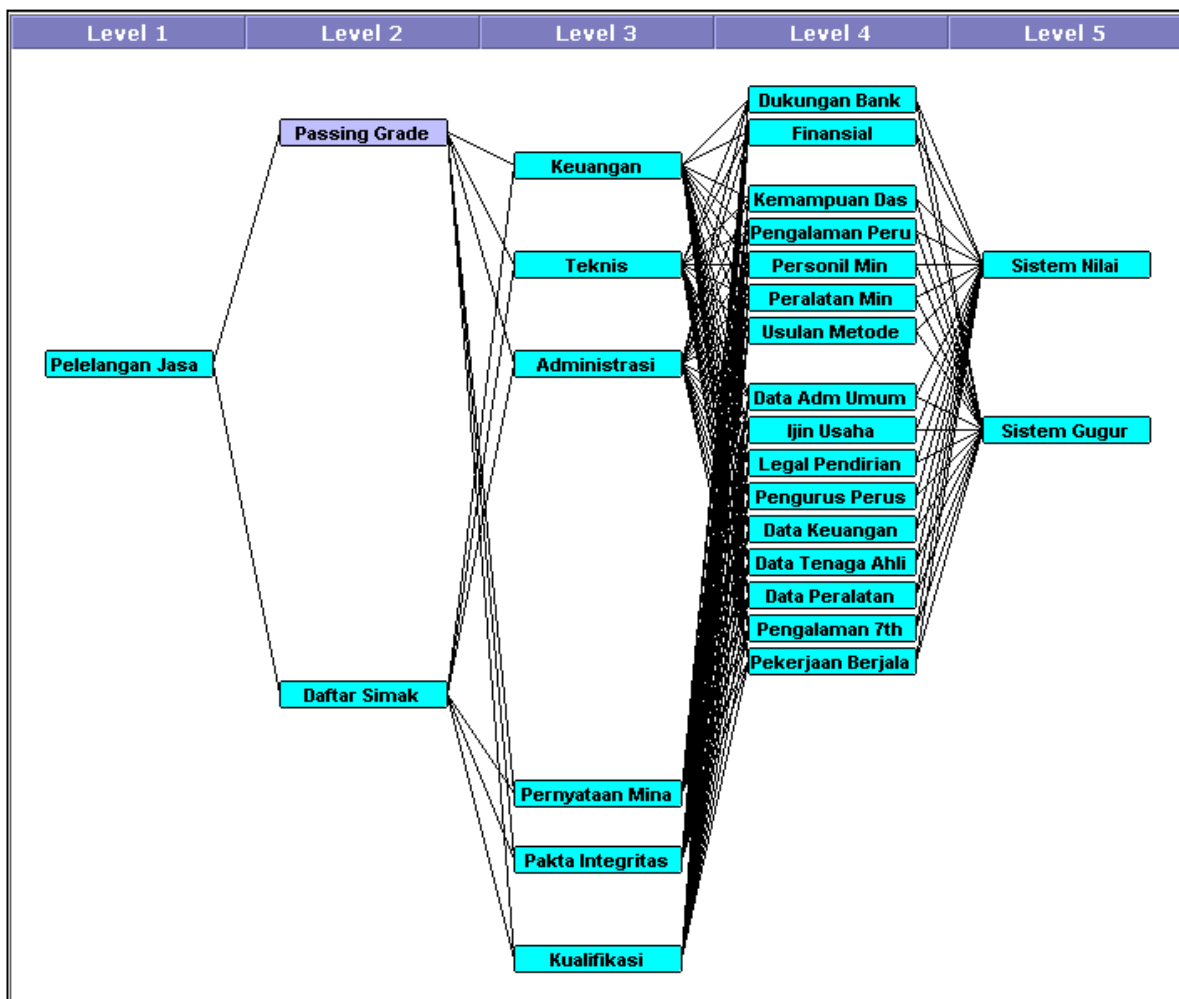 Level 1
Level 2
Level 3
Level 4
Level 5
Pelelangan Jasa
Passing Grade
Daftar Simak
Keuangan
Teknis
Administrasi
Pernyataan Mina
Pakta Integritas
Kualifikasi
Dukungan Bank
Finansial
Kemampuan Das
Pengalaman Peru
Personil Min
Peralatan Min
Usulan Metode
Data Adm Umum
Ijin Usaha
Legal Pendirian
Pengurus Perus
Data Keuangan
Data Tenaga Ahli
Data Peralatan
Pengalaman 7th
Pekerjaan Berjala
Sistem Nilai
Sistem Gugur